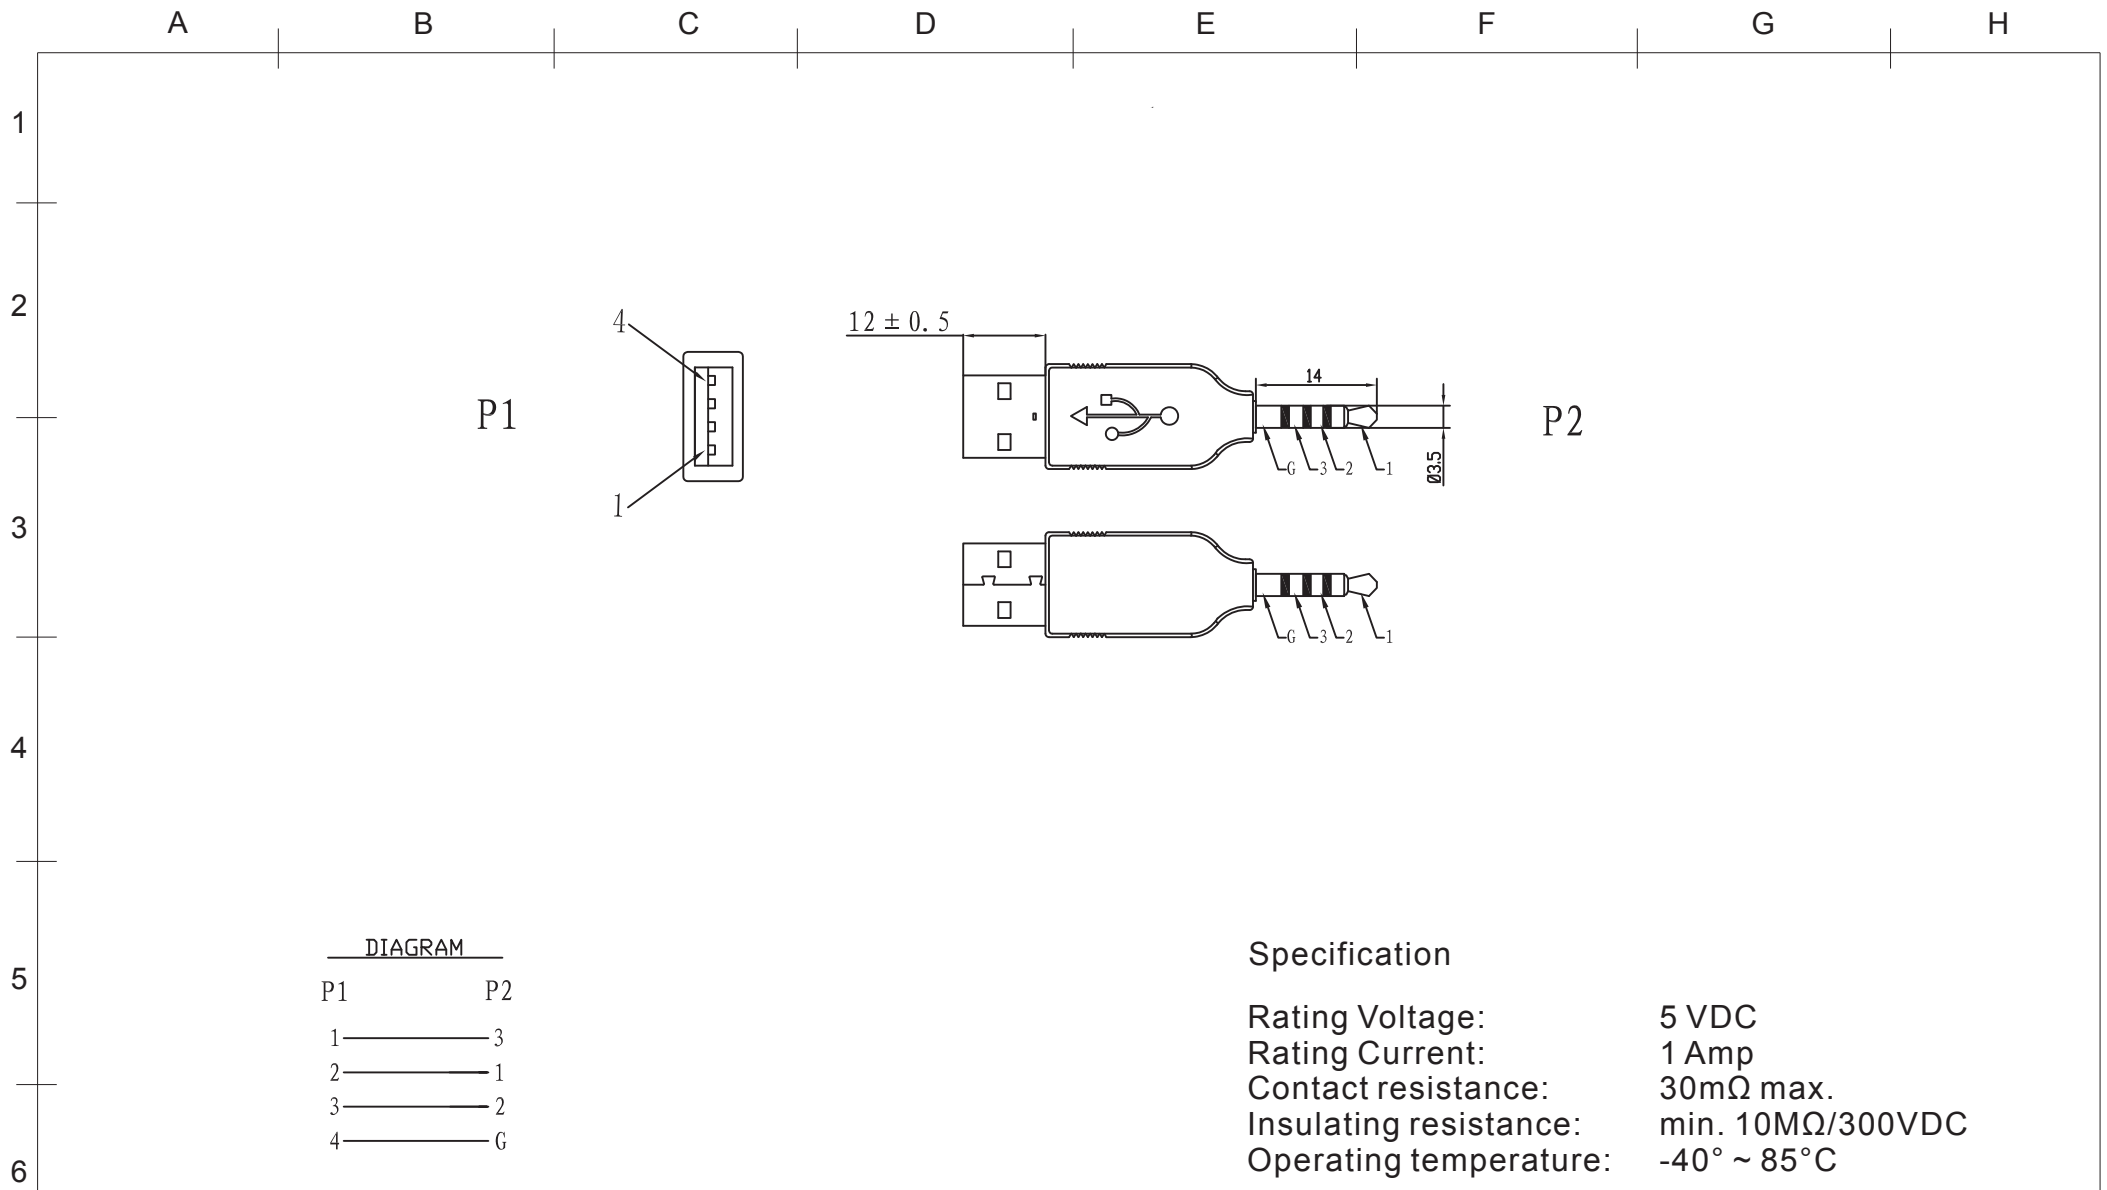 A B C D E F G H
1
2
3
4
5
6
4
1
P1
12 ± 0. 5
14
Ø3.5
P2
G 3 2 1
G 3 2 1
DIAGRAM
P1 P2
1 3
2 1
3 2
4 G
Specification
Rating Voltage: 5 VDC
Rating Current: 1 Amp
Contact resistance: 30mΩ max.
Insulating resistance: min. 10MΩ/300VDC
Operating temperature: -40° ~ 85°C